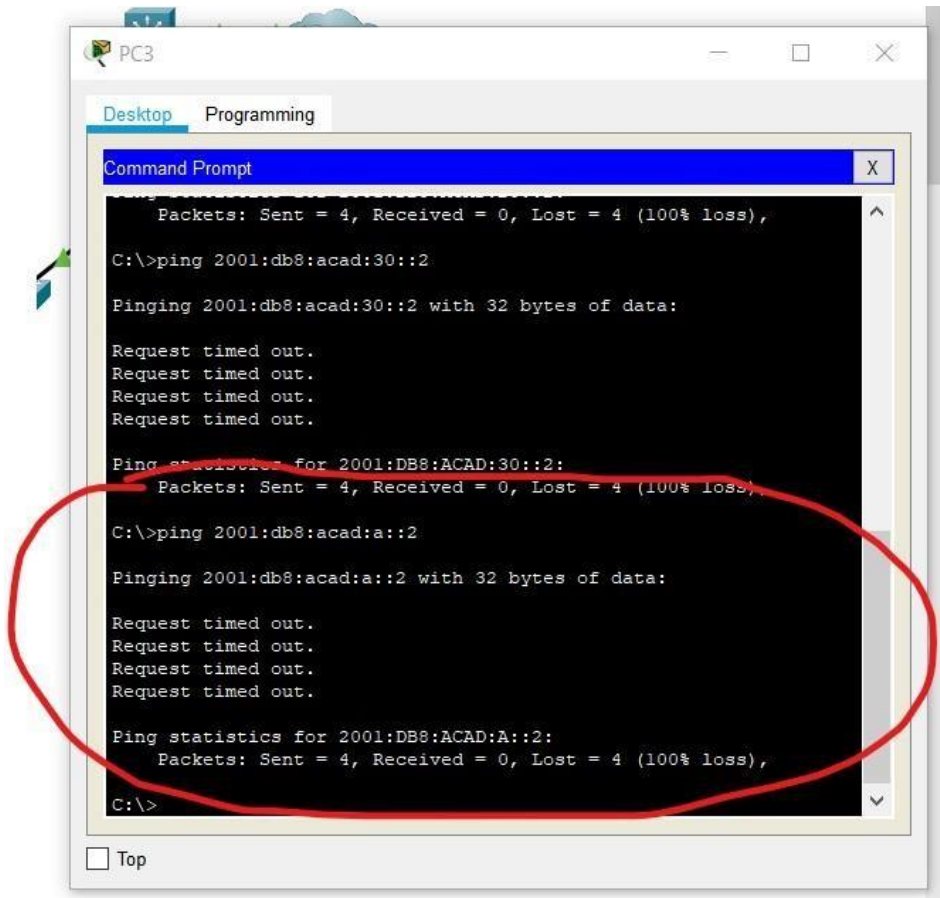 PC3
Desktop Programming
Command Prompt X
Packets: Sent = 4, Received = 0, Lost = 4 (100% loss),
C:\>ping 2001:db8:acad:30::2
Pinging 2001:db8:acad:30::2 with 32 bytes of data:
Request timed out.
Request timed out.
Request timed out.
Request timed out.
Ping statistics for 2001:DB8:ACAD:30::2:
Packets: Sent = 4, Received = 0, Lost = 4 (100% loss),
C:\>ping 2001:db8:acad:a::2
Pinging 2001:db8:acad:a::2 with 32 bytes of data:
Request timed out.
Request timed out.
Request timed out.
Request timed out.
Ping statistics for 2001:DB8:ACAD:A::2:
Packets: Sent = 4, Received = 0, Lost = 4 (100% loss),
C:\>
Top